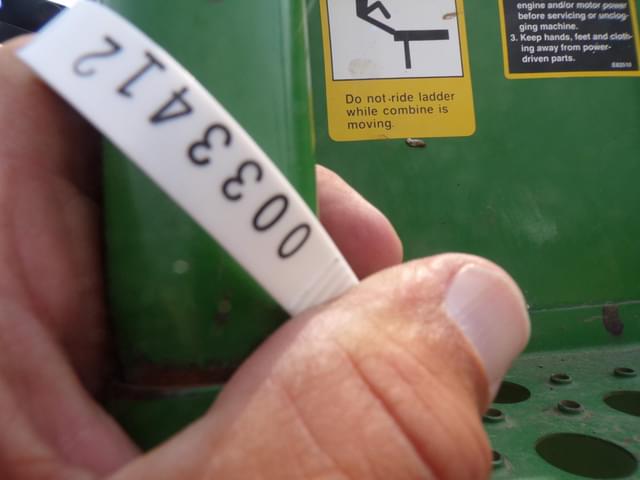 0033412
Do not ride ladder
while combine is
moving.
engine and/or motor power
before servicing or unclog-
ging machine.
3. Keep hands, feet and cloth-
ing away from power-
driven parts.